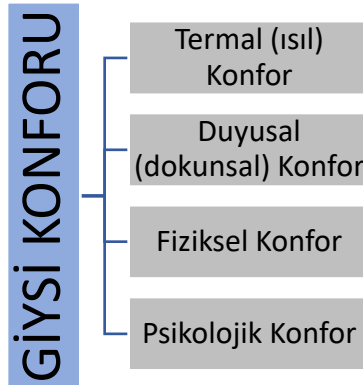 GİYSİ KONFORU
Termal (ısıl)
Konfor
Duyusal
(dokunsal) Konfor
Fiziksel Konfor
Psikolojik Konfor